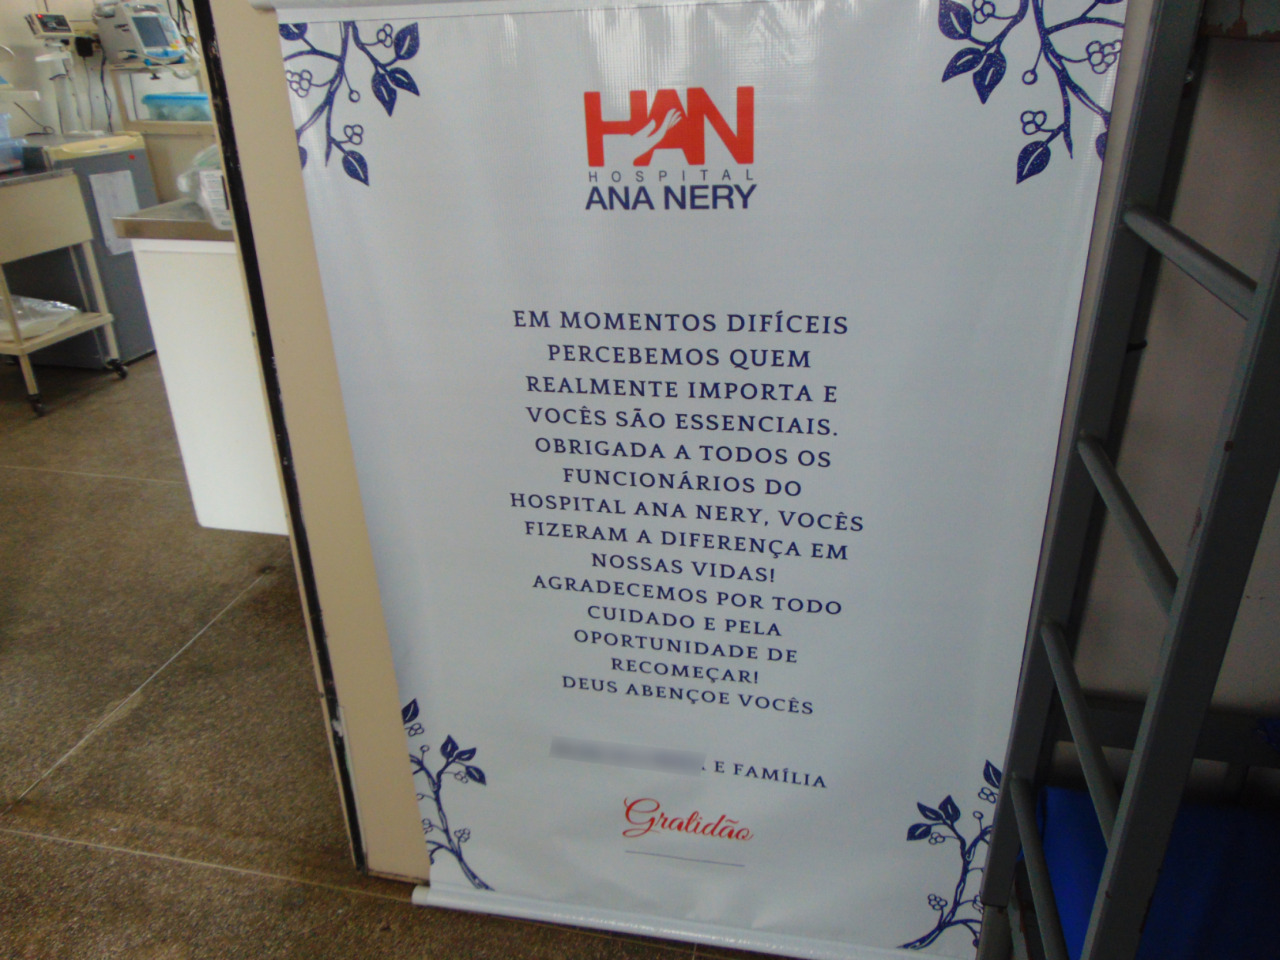 HAN
HOSPITAL
ANA NERY
EM MOMENTOS DIFÍCEIS
PERCEBEMOS QUEM
REALMENTE IMPORTA E
VOCÊS SÃO ESSENCIAIS.
OBRIGADA A TODOS OS
FUNCIONÁRIOS DO
HOSPITAL ANA NERY, VOCÊS
FIZERAM A DIFERENÇA EM
NOSSAS VIDAS!
AGRADECEMOS POR TODO
CUIDADO E PELA
OPORTUNIDADE DE
RECOMEÇAR!
DEUS ABENÇOE VOCÊS
E FAMÍLIA
Gratidão